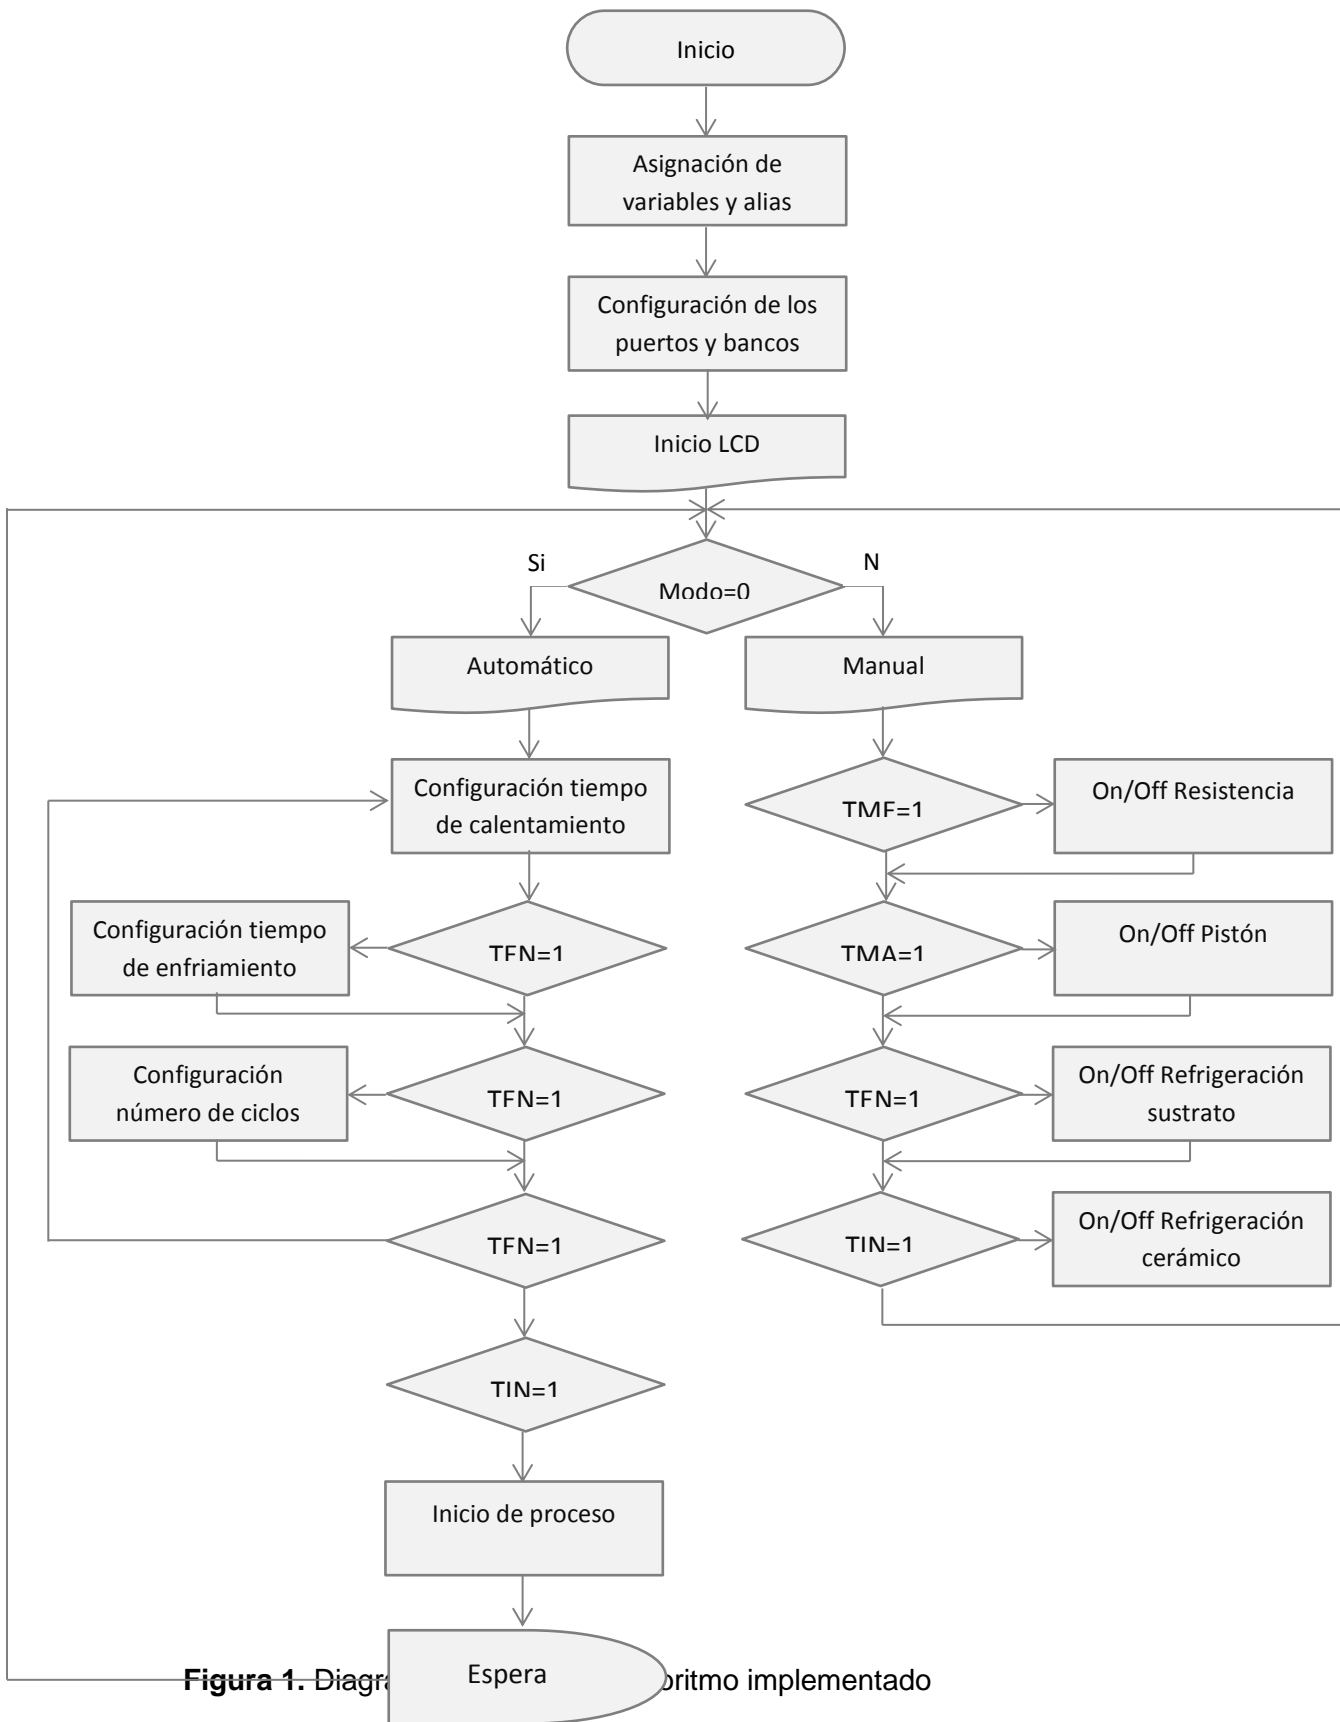 Inicio
Asignación de
variables y alias
Configuración de los
puertos y bancos
Inicio LCD
Si
N
Modo=0
Automático
Manual
Configuración tiempo
de calentamiento
TMF=1
On/Off Resistencia
Configuración tiempo
de enfriamiento
TFN=1
TMA=1
On/Off Pistón
Configuración
número de ciclos
TFN=1
TFN=1
On/Off Refrigeración
sustrato
TFN=1
TIN=1
On/Off Refrigeración
cerámico
TIN=1
Inicio de proceso
Espera
Figura 1. Diagra oritmo implementado